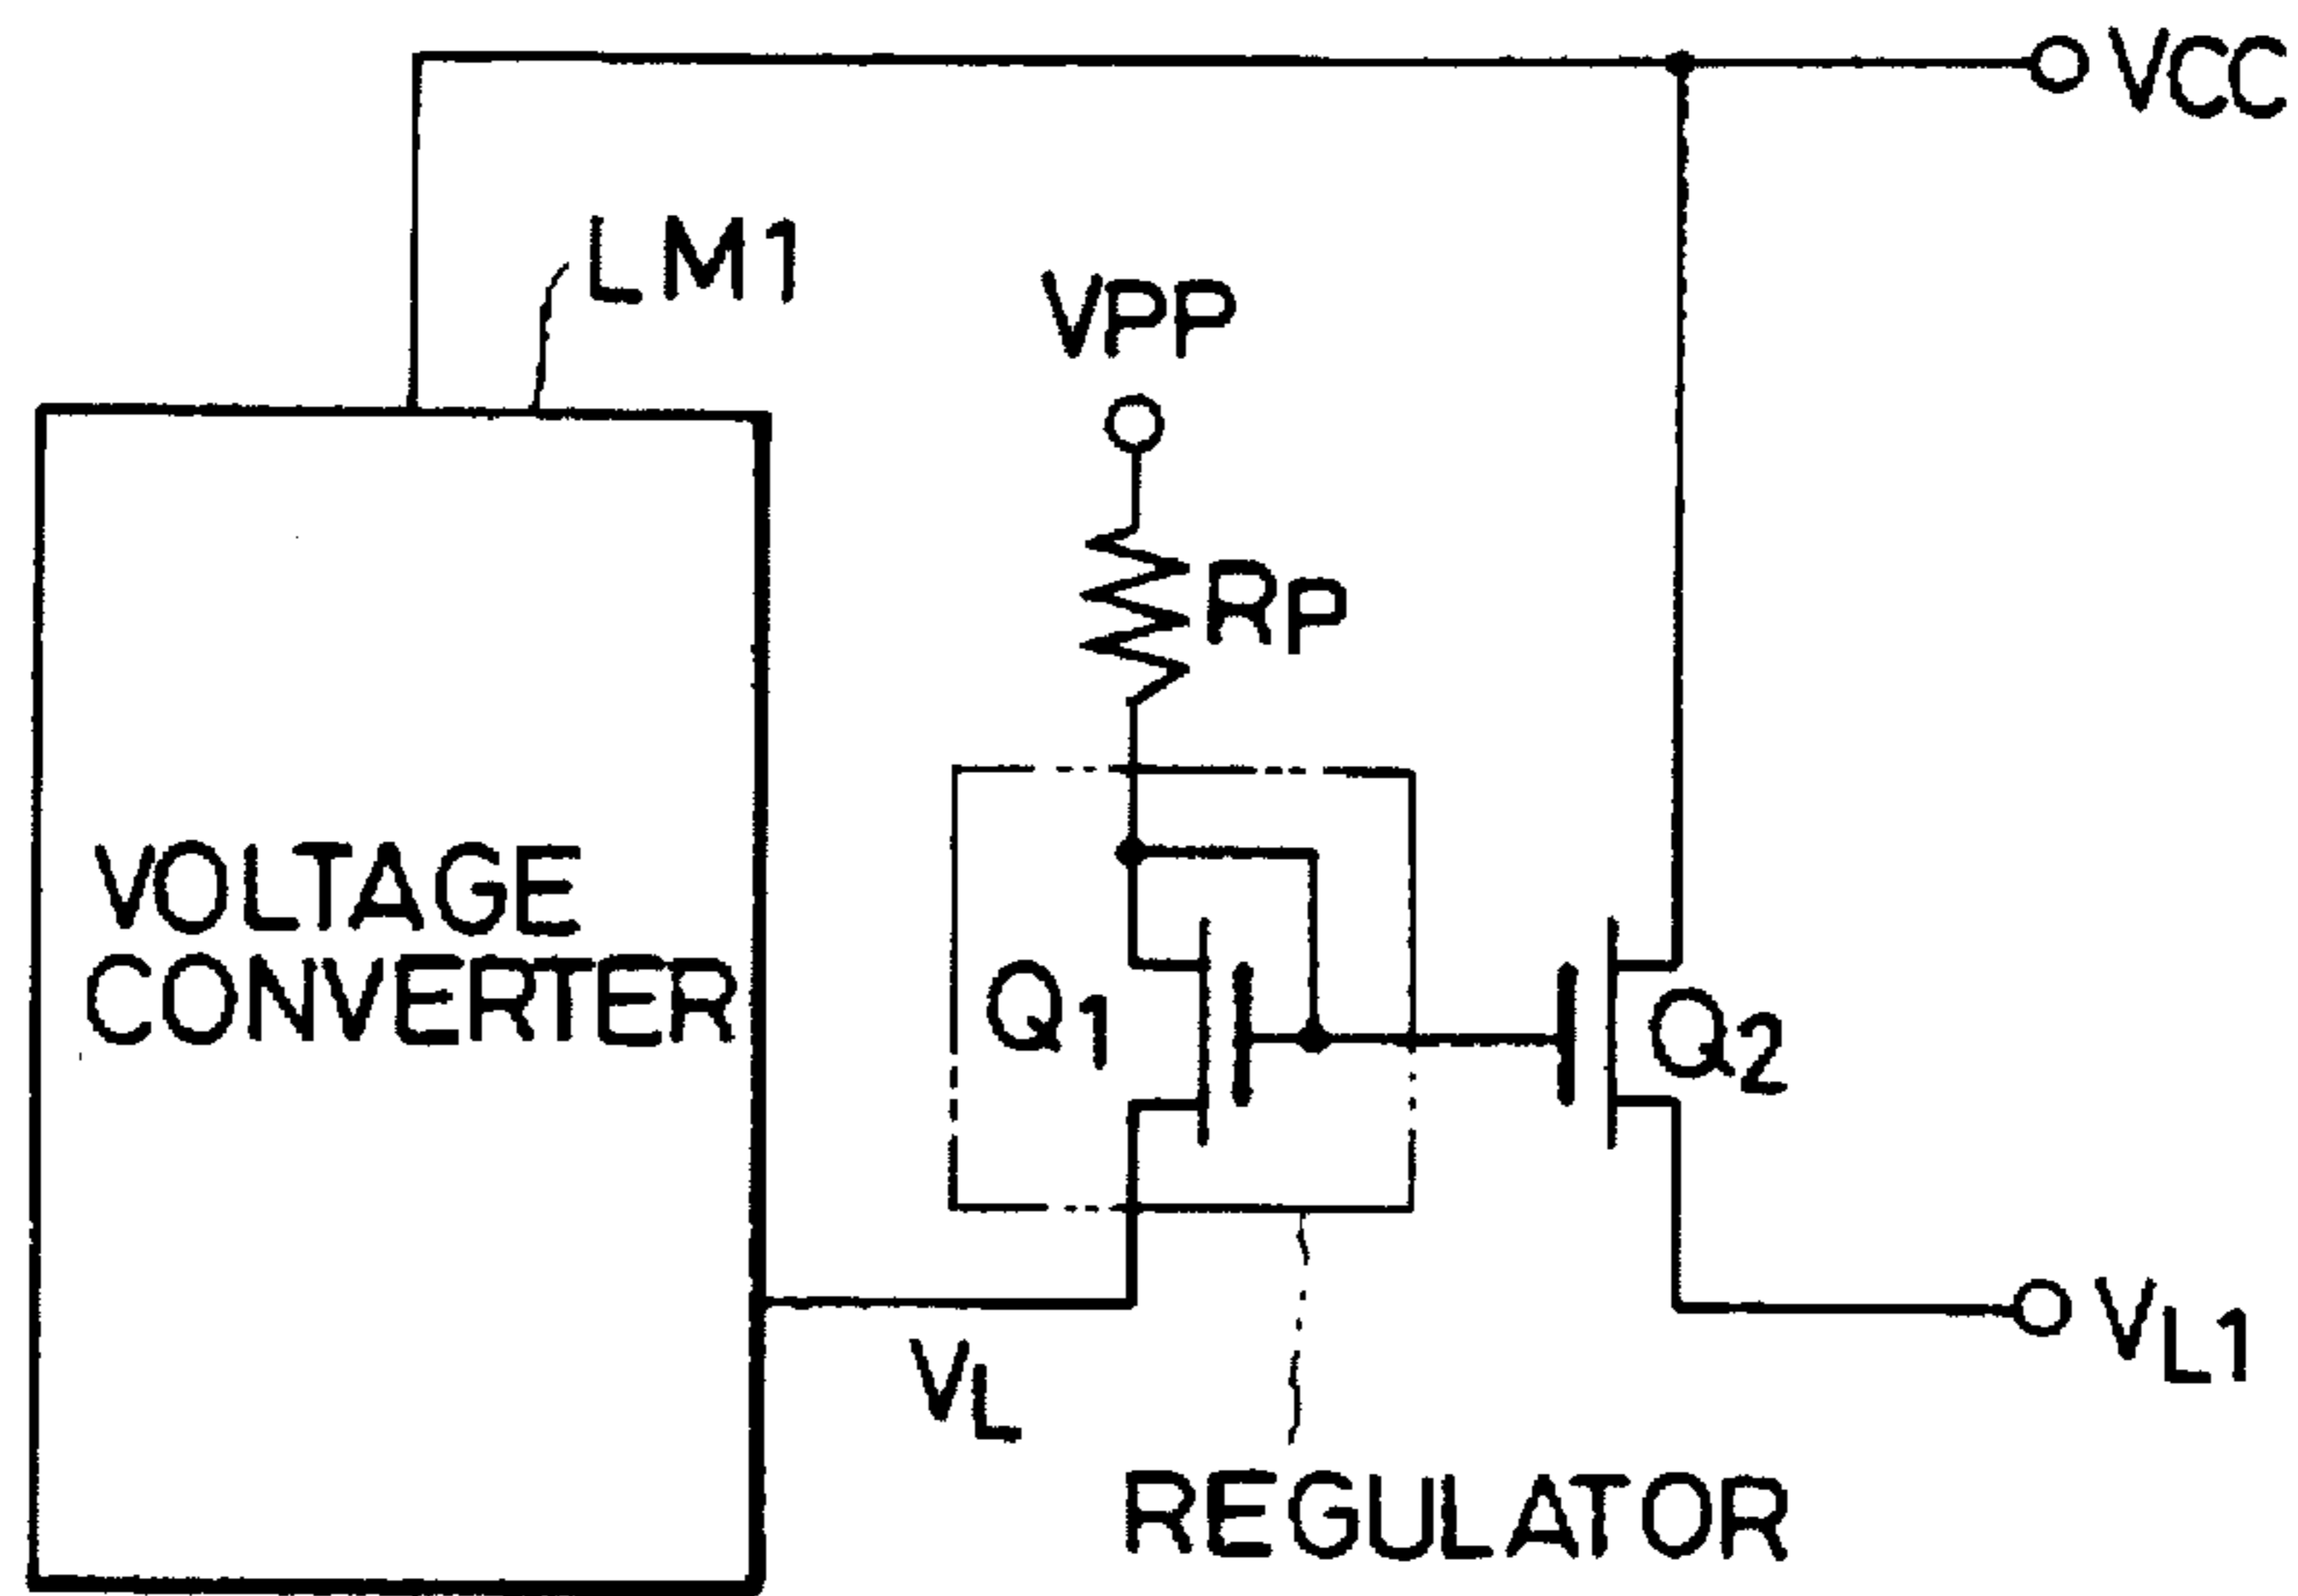 VCC
LM1
VPP
RP
VOLTAGE
CONVERTER
Q1
Q2
VL
VL1
REGULATOR